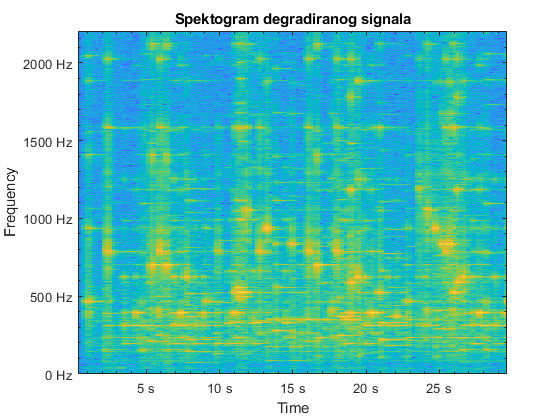 Spektogram degradiranog signala
2000 Hz
1500 Hz
1000 Hz
500 Hz
0 Hz
Frequency
5 s 10 s 15 s 20 s 25 s
Time